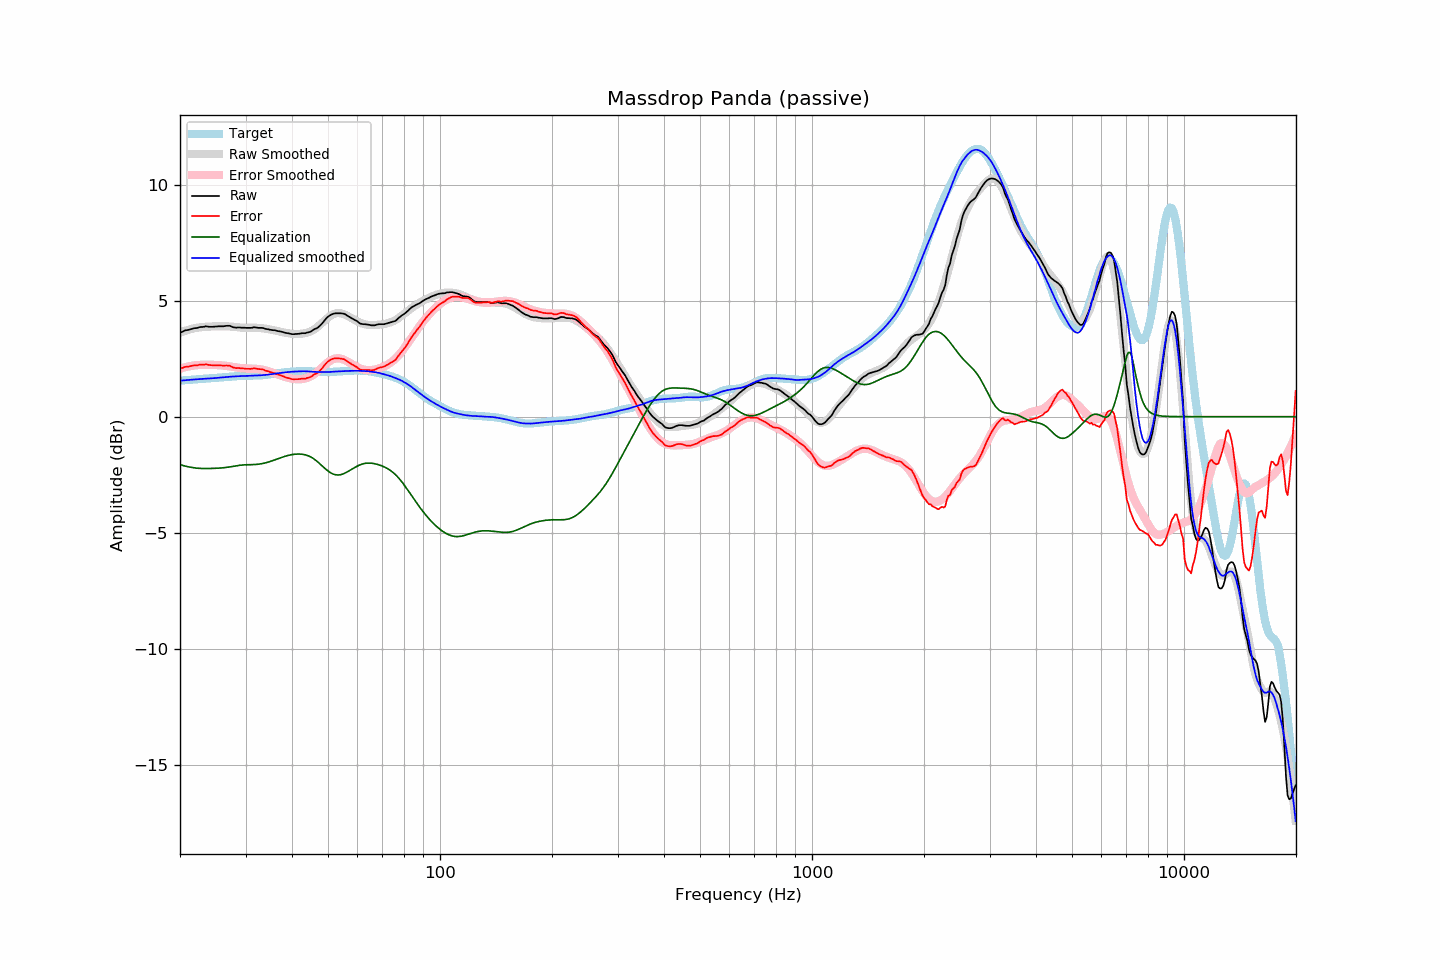 Massdrop Panda (passive)
Target
Raw Smoothed
Error Smoothed
Raw
Error
Equalization
Equalized smoothed
10
5
0
−5
−10
−15
Amplitude (dBr)
100
1000
10000
Frequency (Hz)